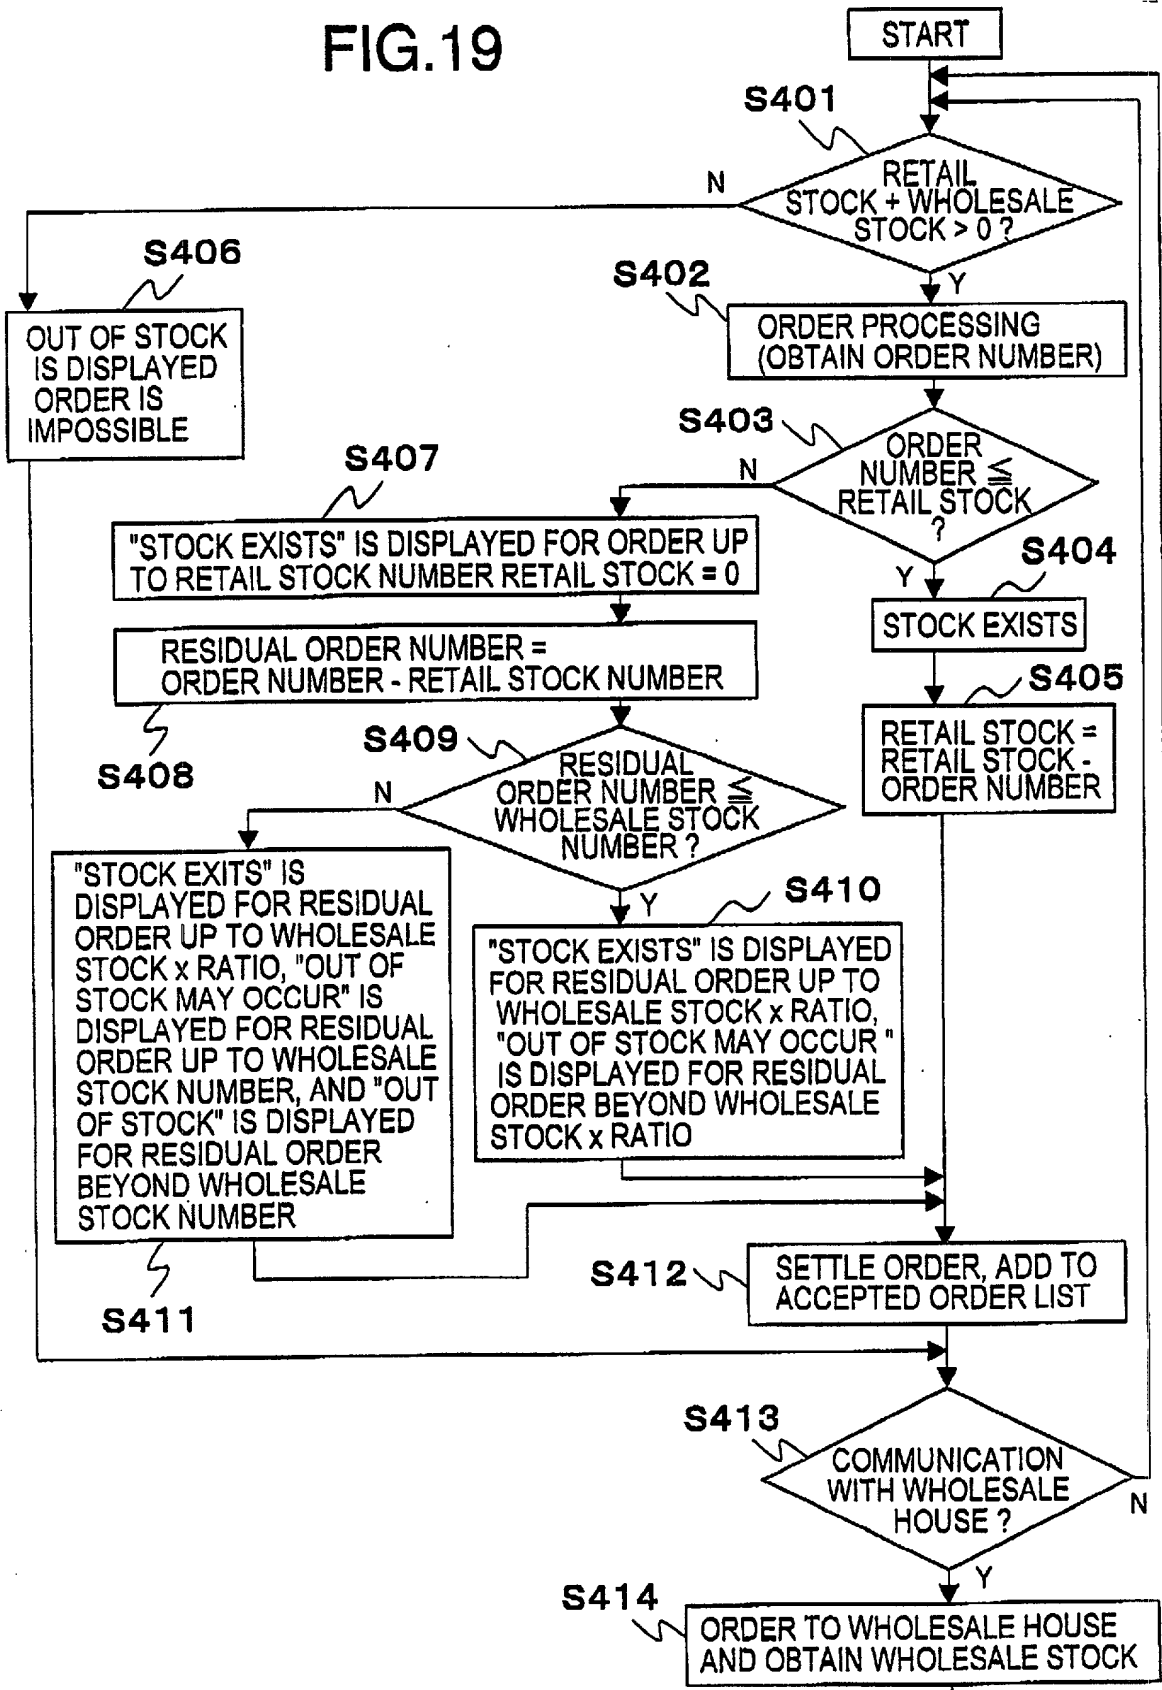 FIG.19
START
S401
N
RETAIL
STOCK + WHOLESALE
STOCK > 0 ?
Y
S406
OUT OF STOCK
IS DISPLAYED
ORDER IS
IMPOSSIBLE
S402
ORDER PROCESSING
(OBTAIN ORDER NUMBER)
S403
N
ORDER
NUMBER ≦
RETAIL STOCK
?
Y
S407
"STOCK EXISTS" IS DISPLAYED FOR ORDER UP
TO RETAIL STOCK NUMBER RETAIL STOCK = 0
S404
STOCK EXISTS
RESIDUAL ORDER NUMBER =
ORDER NUMBER - RETAIL STOCK NUMBER
S408
S405
RETAIL STOCK =
RETAIL STOCK -
ORDER NUMBER
S409
N
RESIDUAL
ORDER NUMBER ≦
WHOLESALE STOCK
NUMBER ?
Y
S410
"STOCK EXISTS" IS DISPLAYED
FOR RESIDUAL ORDER UP TO
WHOLESALE STOCK x RATIO,
"OUT OF STOCK MAY OCCUR "
IS DISPLAYED FOR RESIDUAL
ORDER BEYOND WHOLESALE
STOCK x RATIO
"STOCK EXITS" IS
DISPLAYED FOR RESIDUAL
ORDER UP TO WHOLESALE
STOCK x RATIO, "OUT OF
STOCK MAY OCCUR" IS
DISPLAYED FOR RESIDUAL
ORDER UP TO WHOLESALE
STOCK NUMBER, AND "OUT
OF STOCK" IS DISPLAYED
FOR RESIDUAL ORDER
BEYOND WHOLESALE
STOCK NUMBER
S411
S412
SETTLE ORDER, ADD TO
ACCEPTED ORDER LIST
S413
COMMUNICATION
WITH WHOLESALE
HOUSE ?
N
Y
S414
ORDER TO WHOLESALE HOUSE
AND OBTAIN WHOLESALE STOCK